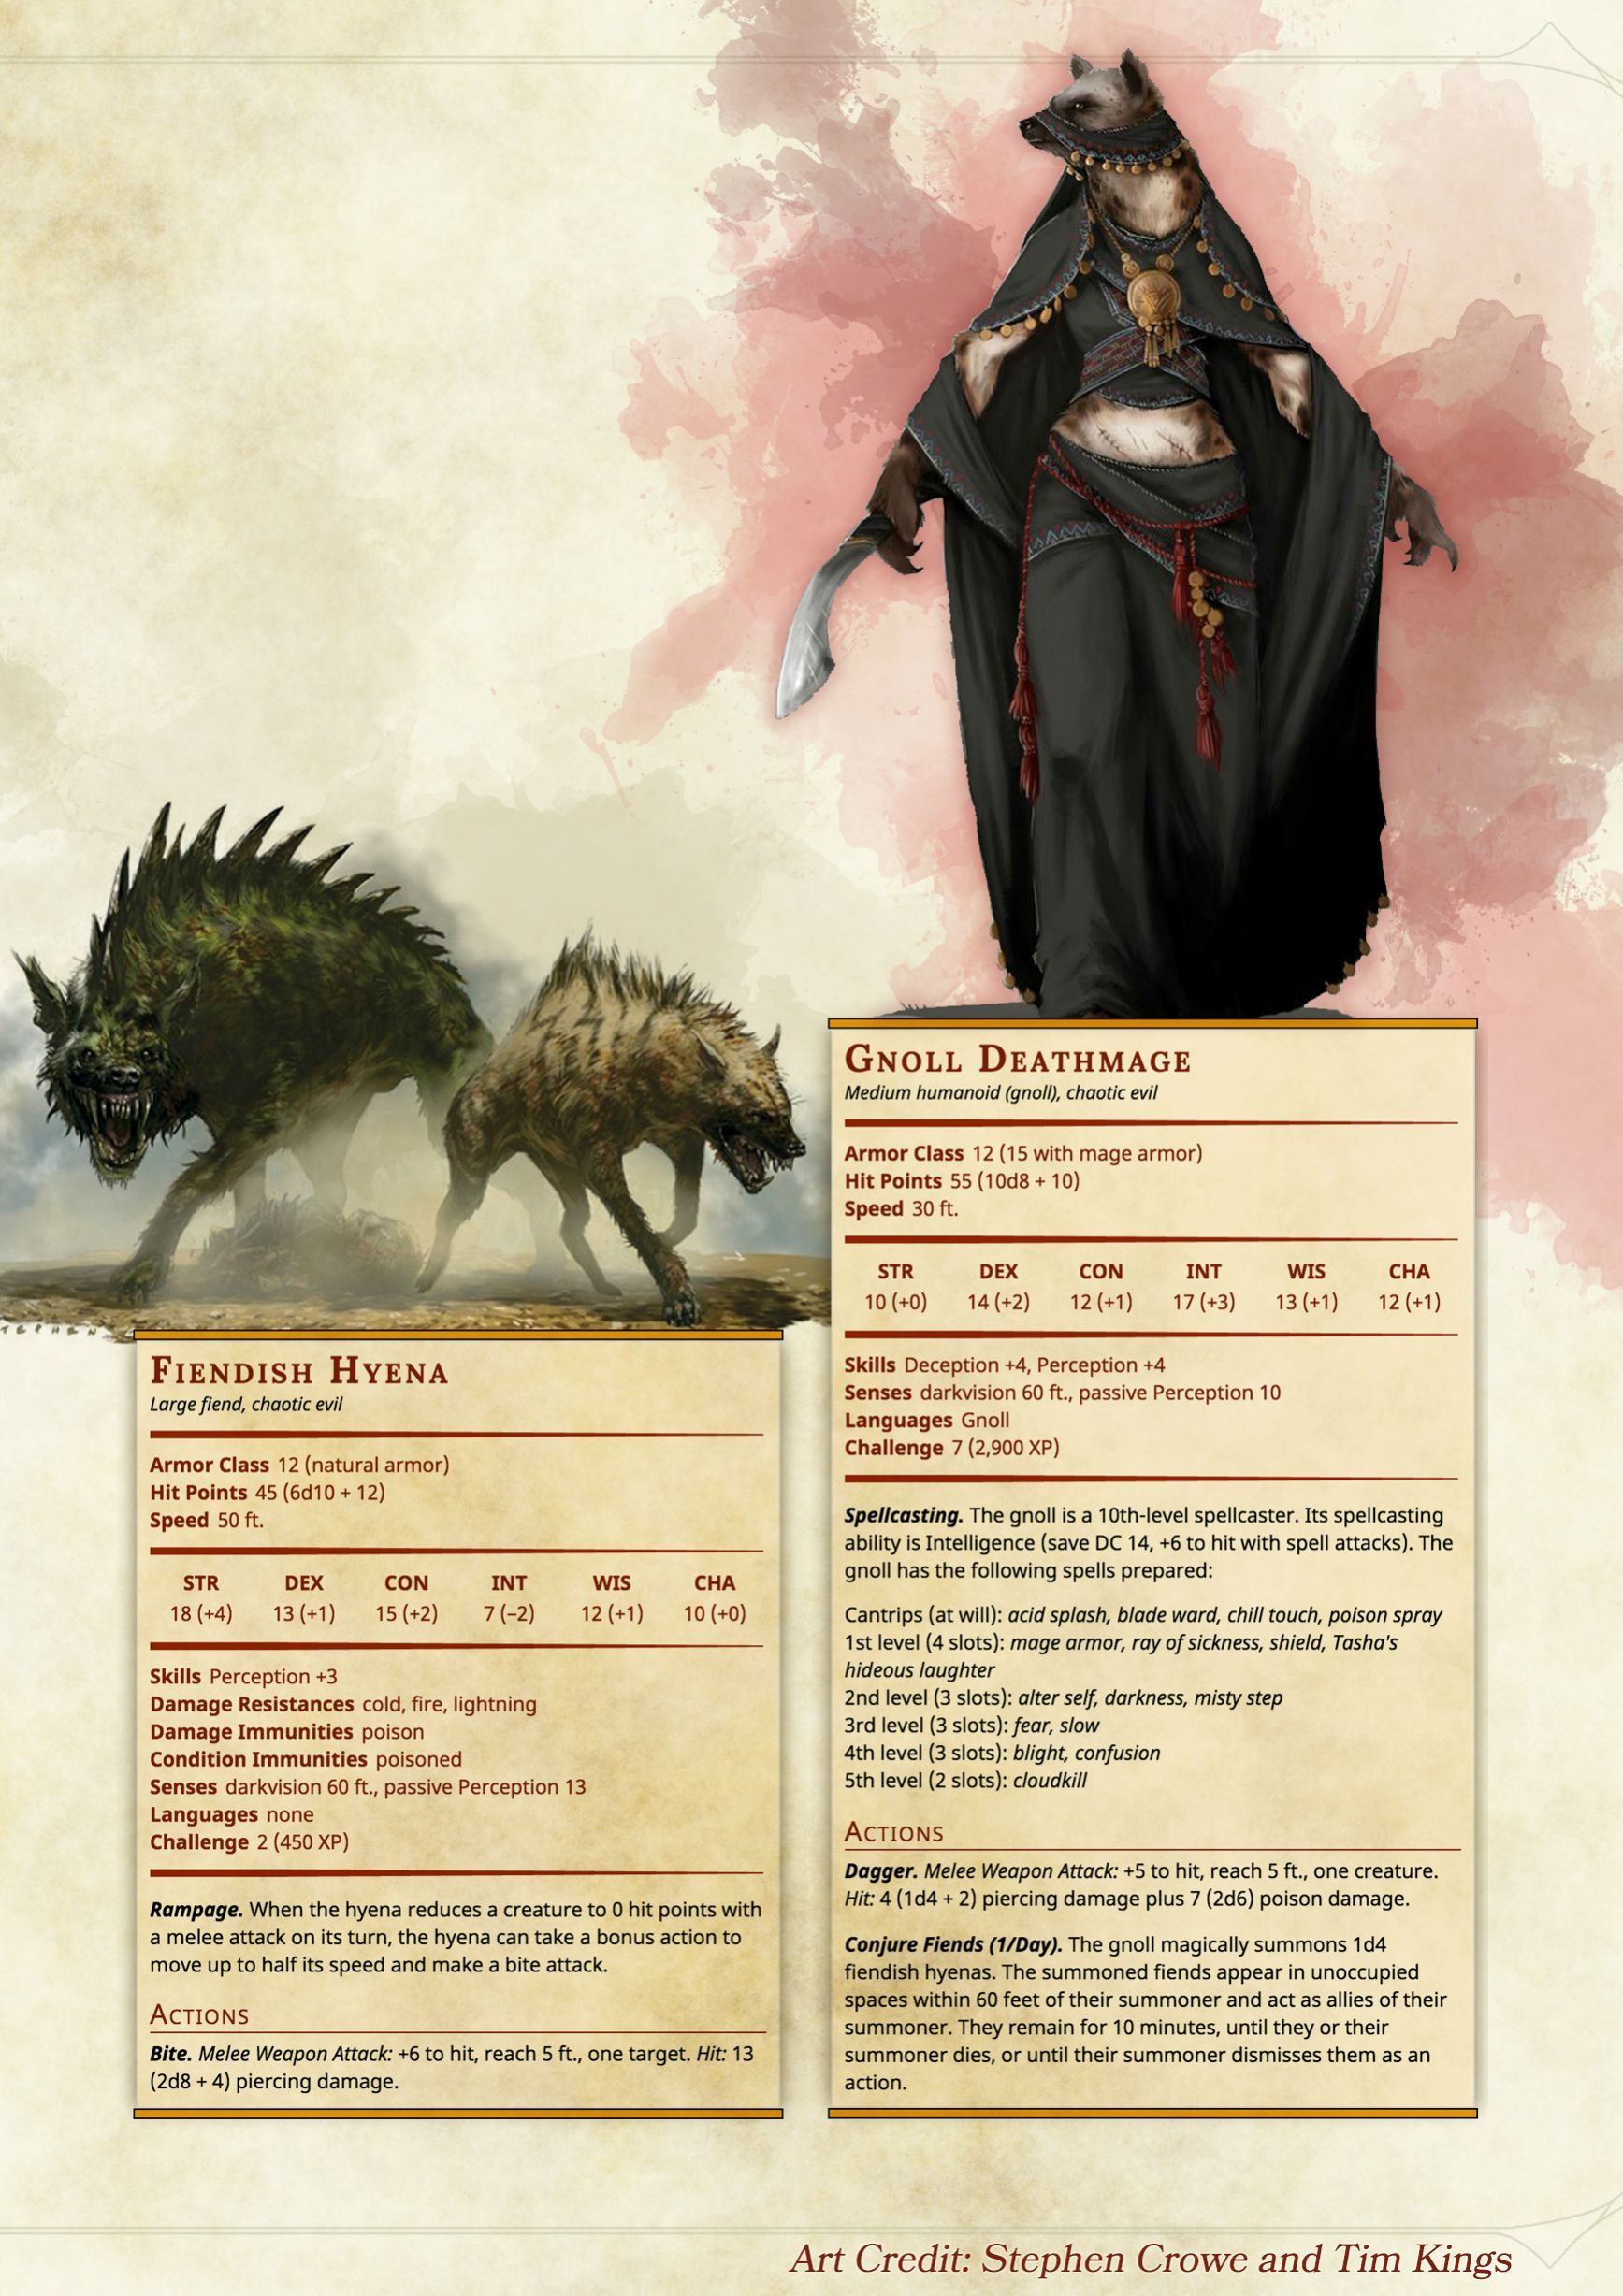 Fiendish Hyena
Large fiend, chaotic evil
Armor Class 12 (natural armor)
Hit Points 45 (6d10 + 12)
Speed 50 ft.
STR DEX CON INT WIS CHA
18 (+4) 13 (+1) 15 (+2) 7 (−2) 12 (+1) 10 (+0)
Skills Perception +3
Damage Resistances cold, fire, lightning
Damage Immunities poison
Condition Immunities poisoned
Senses darkvision 60 ft., passive Perception 13
Languages none
Challenge 2 (450 XP)
Rampage. When the hyena reduces a creature to 0 hit points with
a melee attack on its turn, the hyena can take a bonus action to
move up to half its speed and make a bite attack.
Actions
Bite. Melee Weapon Attack: +6 to hit, reach 5 ft., one target. Hit: 13
(2d8 + 4) piercing damage.
Gnoll Deathmage
Medium humanoid (gnoll), chaotic evil
Armor Class 12 (15 with mage armor)
Hit Points 55 (10d8 + 10)
Speed 30 ft.
STR DEX CON INT WIS CHA
10 (+0) 14 (+2) 12 (+1) 17 (+3) 13 (+1) 12 (+1)
Skills Deception +4, Perception +4
Senses darkvision 60 ft., passive Perception 10
Languages Gnoll
Challenge 7 (2,900 XP)
Spellcasting. The gnoll is a 10th-level spellcaster. Its spellcasting
ability is Intelligence (save DC 14, +6 to hit with spell attacks). The
gnoll has the following spells prepared:
Cantrips (at will): acid splash, blade ward, chill touch, poison spray
1st level (4 slots): mage armor, ray of sickness, shield, Tasha's
hideous laughter
2nd level (3 slots): alter self, darkness, misty step
3rd level (3 slots): fear, slow
4th level (3 slots): blight, confusion
5th level (2 slots): cloudkill
Actions
Dagger. Melee Weapon Attack: +5 to hit, reach 5 ft., one creature.
Hit: 4 (1d4 + 2) piercing damage plus 7 (2d6) poison damage.
Conjure Fiends (1/Day). The gnoll magically summons 1d4
fiendish hyenas. The summoned fiends appear in unoccupied
spaces within 60 feet of their summoner and act as allies of their
summoner. They remain for 10 minutes, until they or their
summoner dies, or until their summoner dismisses them as an
action.
Art Credit: Stephen Crowe and Tim Kings